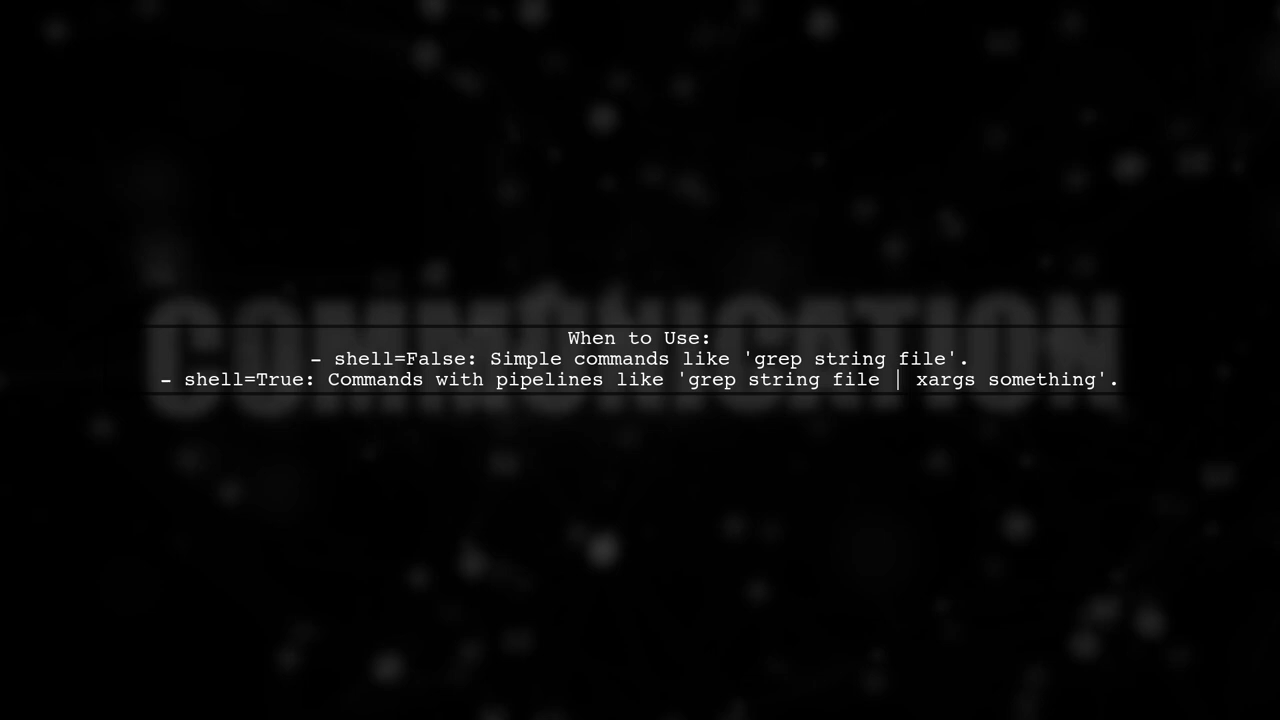 COMMUNICATION
When to Use:
- shell=False: Simple commands like 'grep string file'.
- shell=True: Commands with pipelines like 'grep string file | xargs something'.